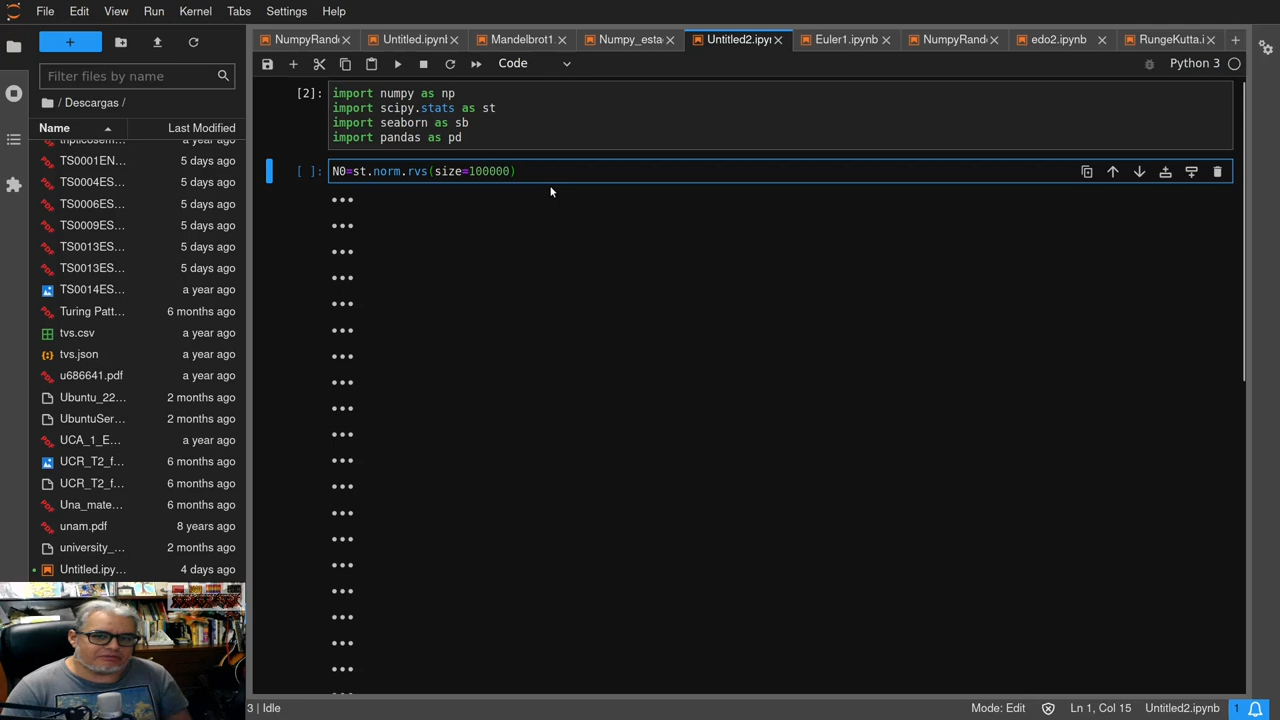 File Edit View Run Kernel Tabs Settings Help
NumpyRand Untitled.ipynb Mandelbrot1. Numpy_esta Untitled2.ipyn Euler1.ipynb NumpyRand edo2.ipynb RungeKutta.i
Code
Python 3
Filter files by name
/ Descargas /
Name Last Modified
a year ago
TS0001EN… 5 days ago
TS0004ES… 5 days ago
TS0006ES… 5 days ago
TS0009ES… 5 days ago
TS0013ES… 5 days ago
TS0013ES… 5 days ago
TS0014ES… a year ago
Turing Patt… 6 months ago
tvs.csv a year ago
tvs.json a year ago
u686641.pdf a year ago
Ubuntu_22… 2 months ago
UbuntuSer… 2 months ago
UCA_1_E… a year ago
UCR_T2_f… 6 months ago
UCR_T2_f… 6 months ago
Una_mate… 6 months ago
unam.pdf 8 years ago
university_… 2 months ago
Untitled.ipy… 4 days ago
[2]: import numpy as np
import scipy.stats as st
import seaborn as sb
import pandas as pd
[ ]: N0=st.norm.rvs(size=100000)
3 | Idle
Mode: Edit Ln 1, Col 15 Untitled2.ipynb 1